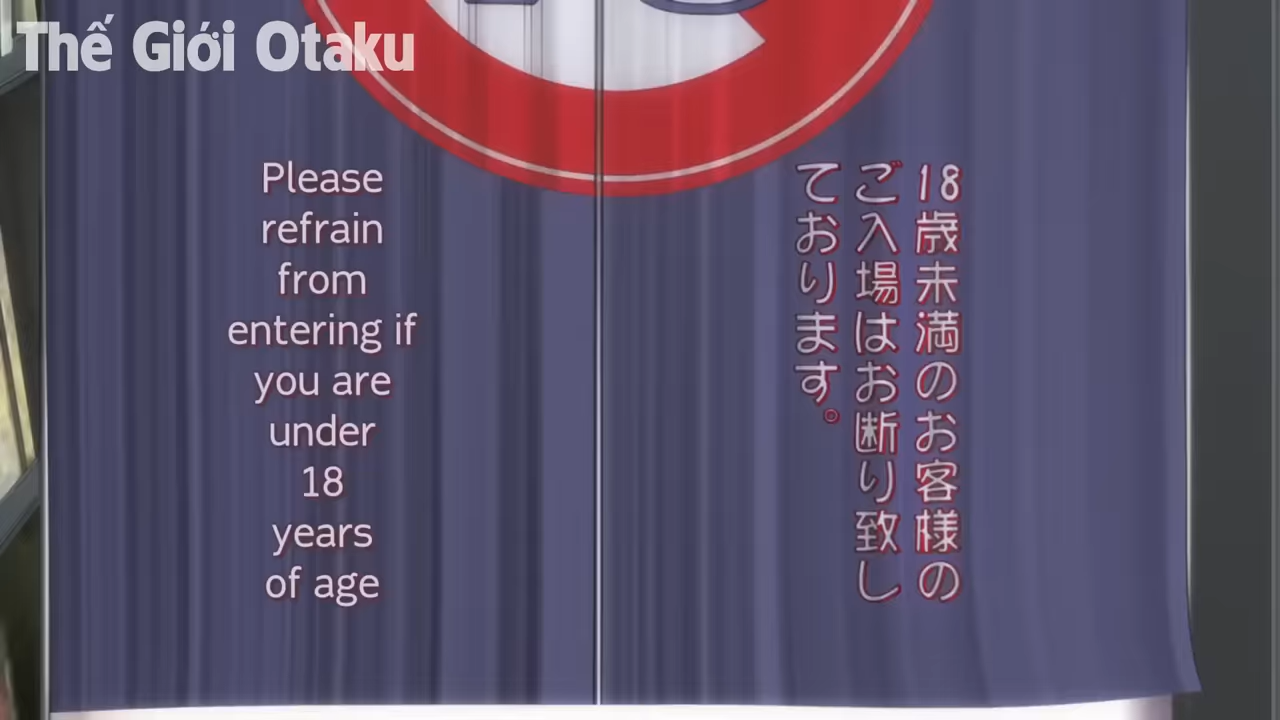 Thế Giới Otaku
Please
refrain
from
entering if
you are
under
18
years
of age
18歳未満のお客様の
ご入場はお断り致し
ております。